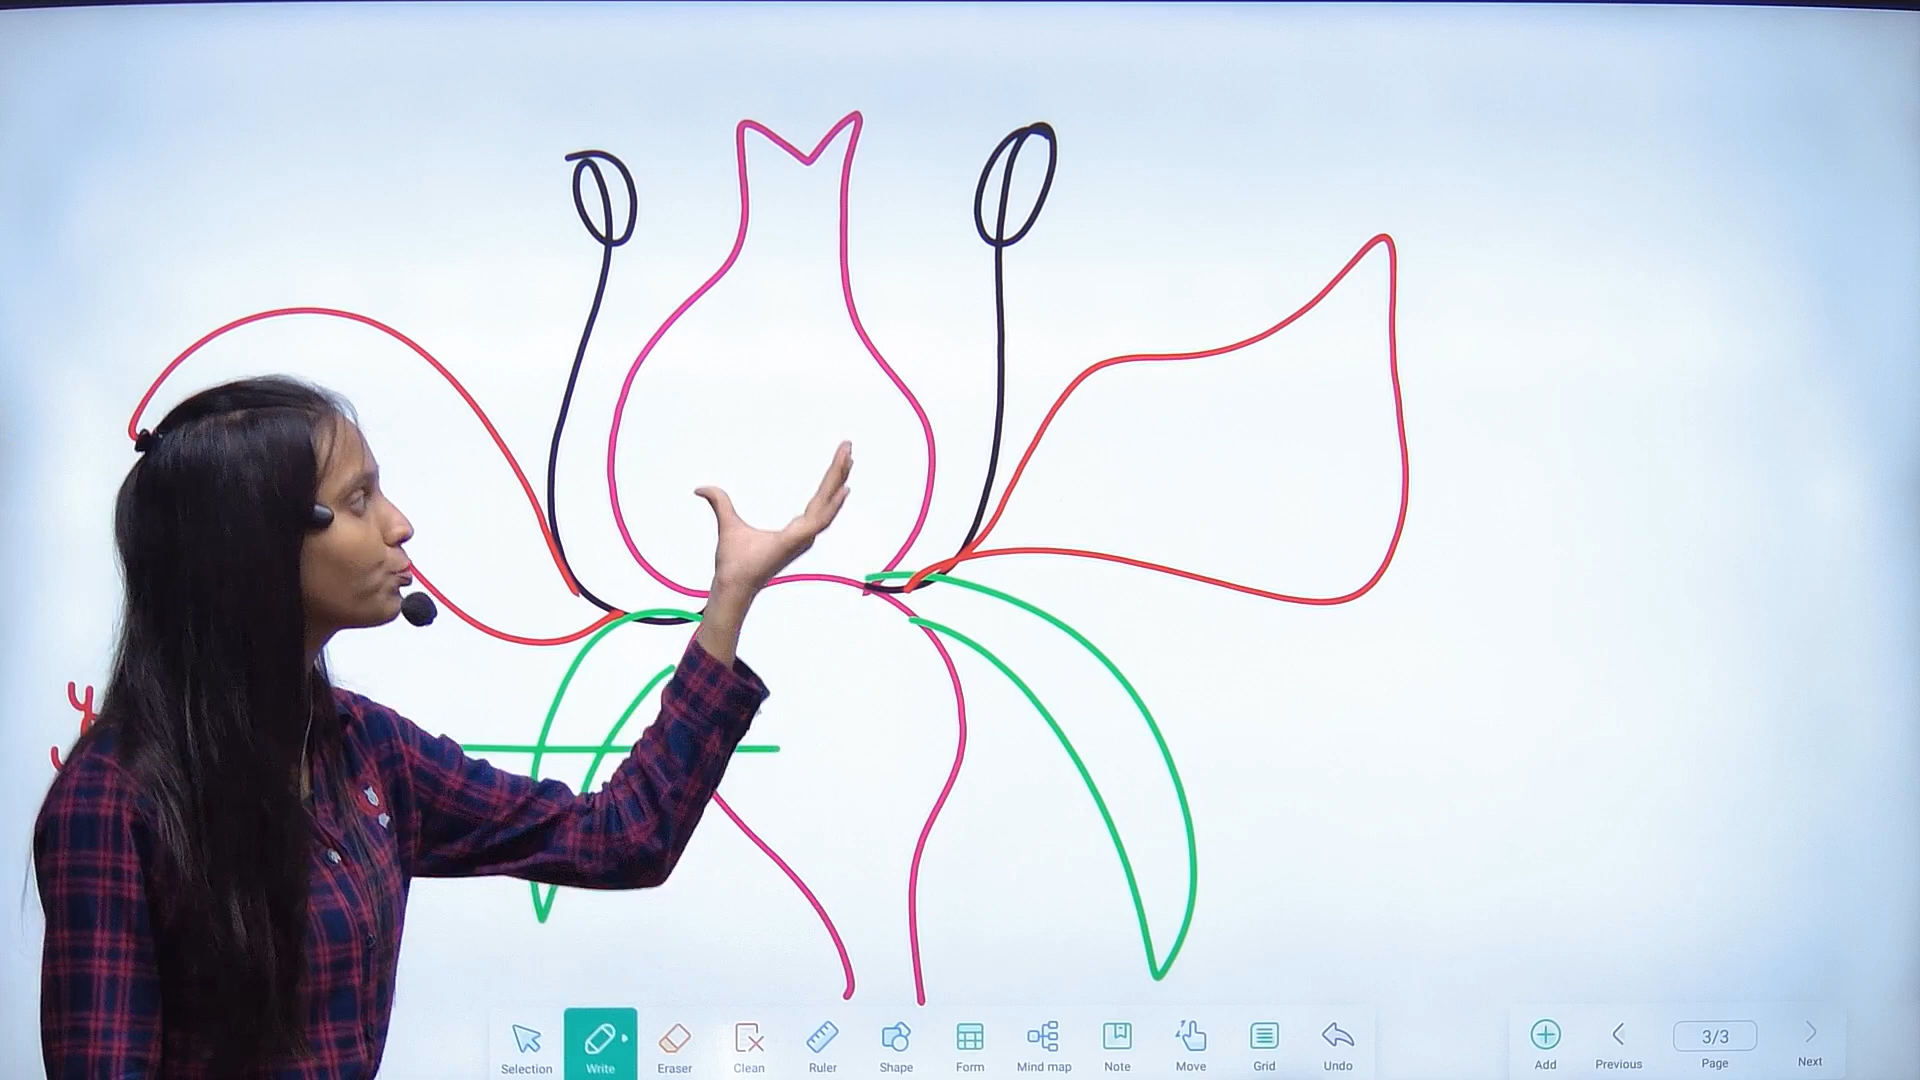 y
Selection Write Eraser Clean Ruler Shape Form Mind map Note Move Grid Undo Add Previous 3/3 Page Next